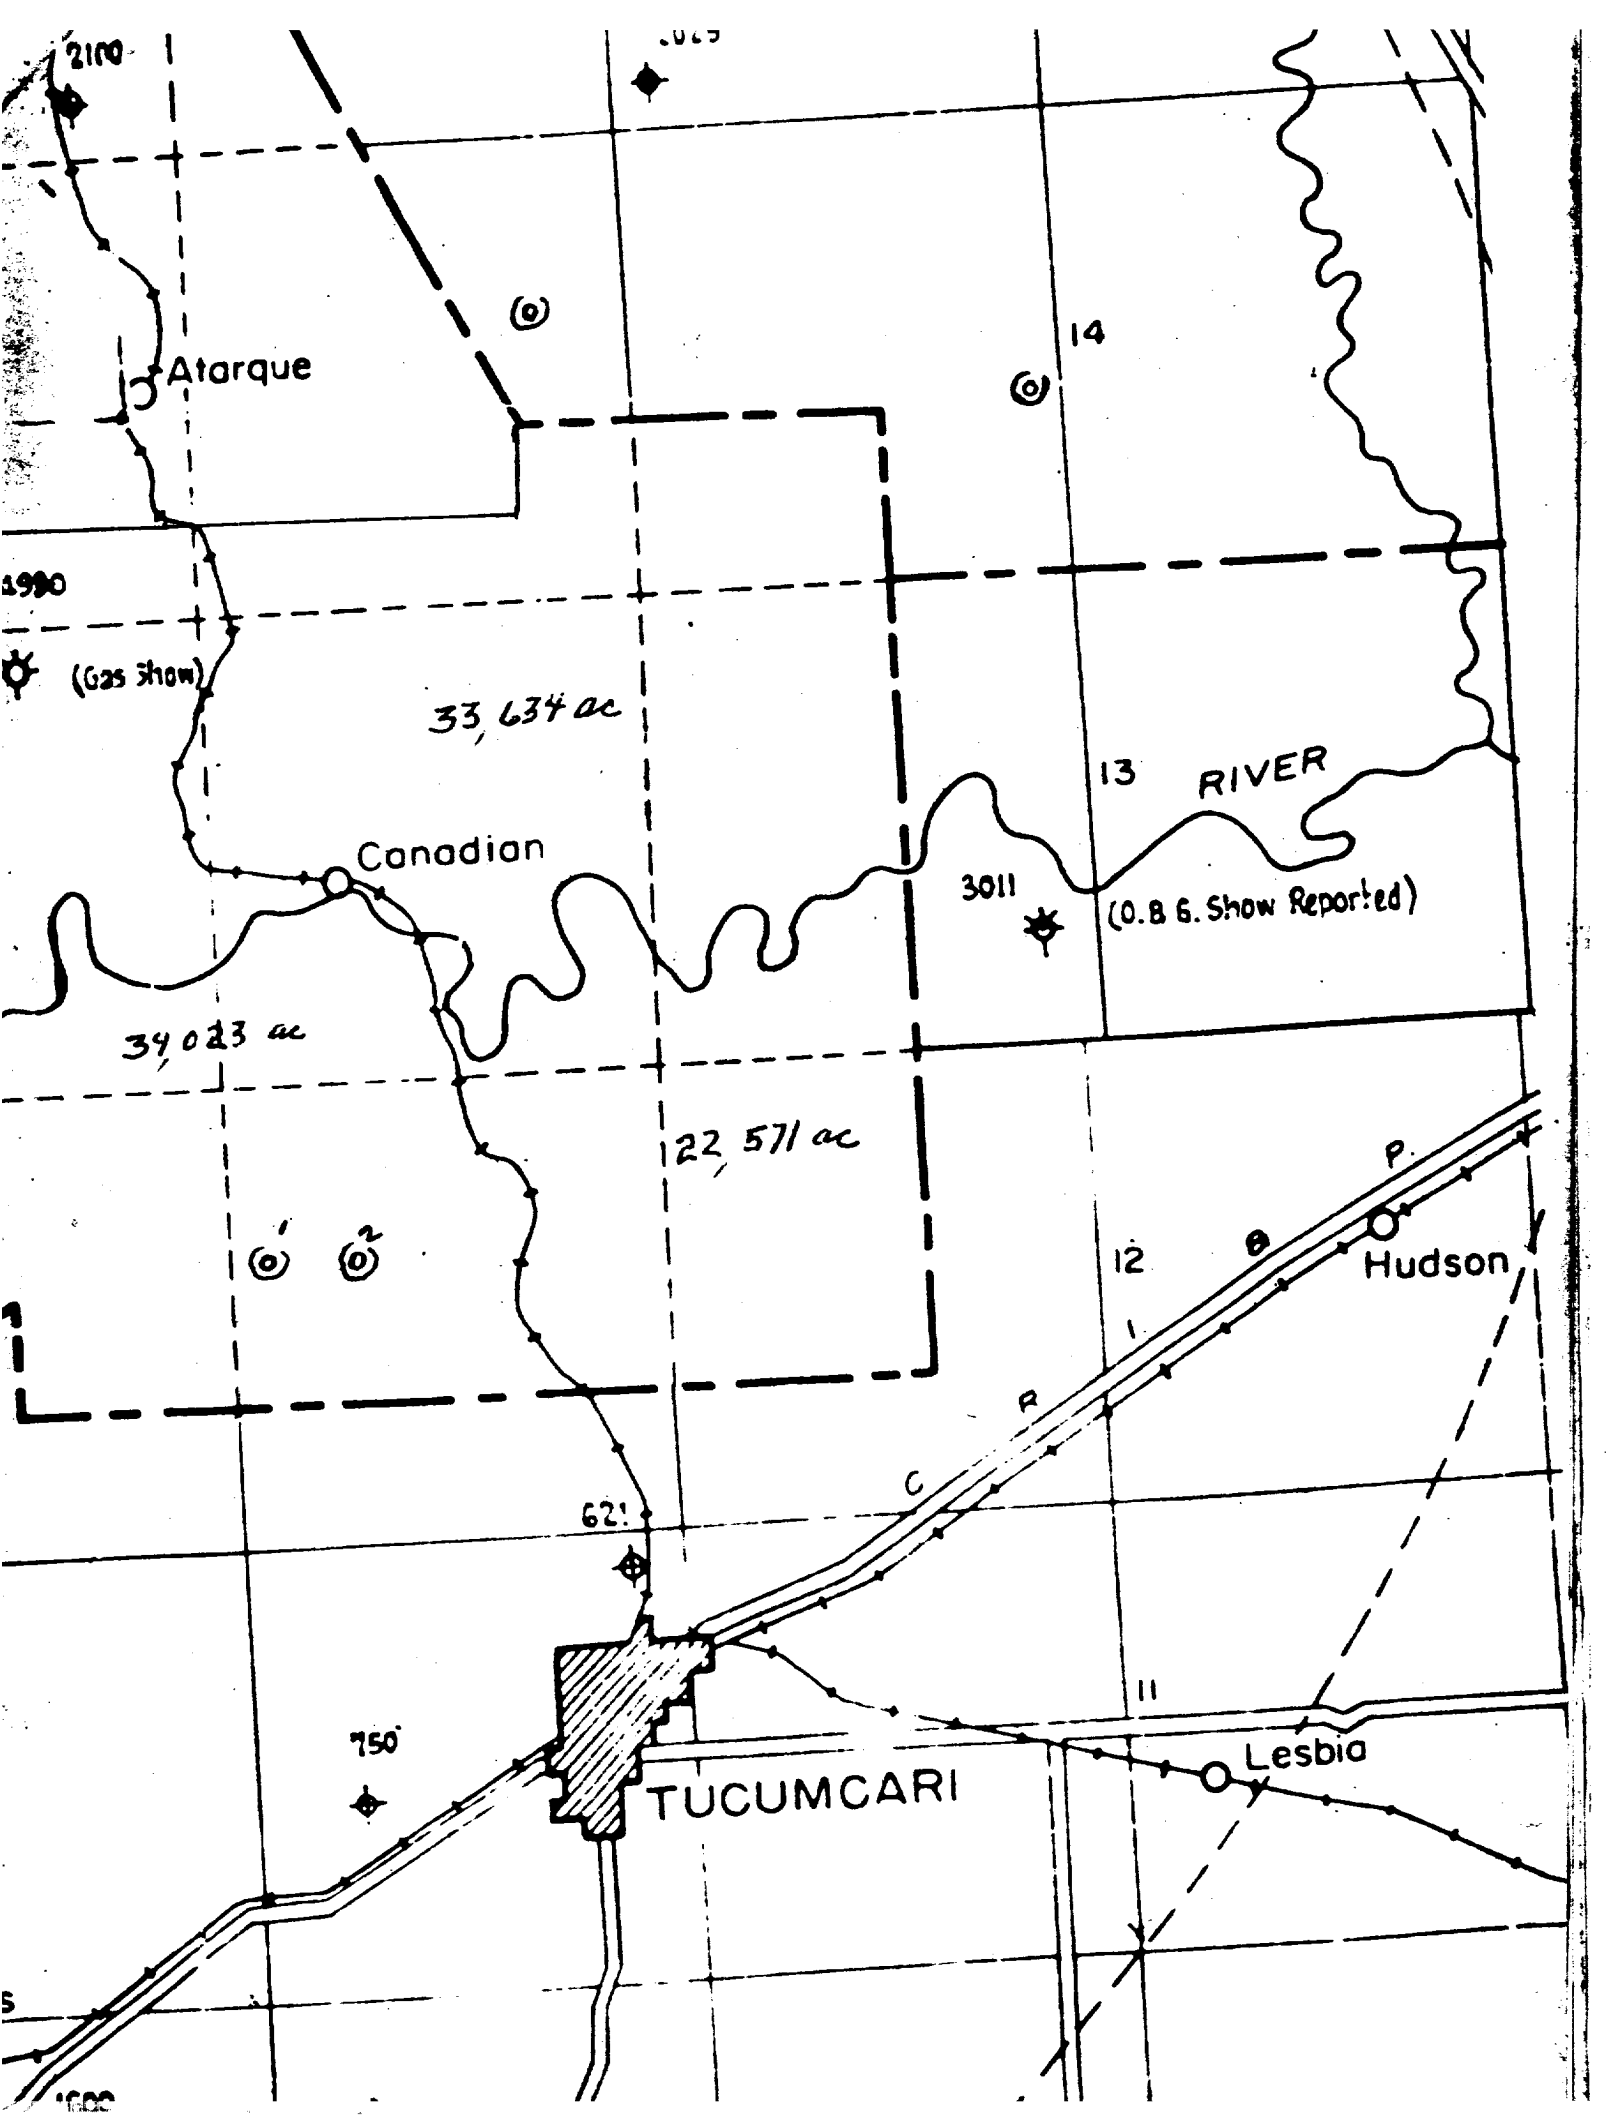 2100
14
Atarque
(Gas Show)
33,634 ac
13
RIVER
Canadian
3011
(O. & G. Show Reported)
34,023 ac
22,571 ac
P.
1 2
12
Hudson
I
R
C
621
11
750
Lesbia
TUCUMCARI